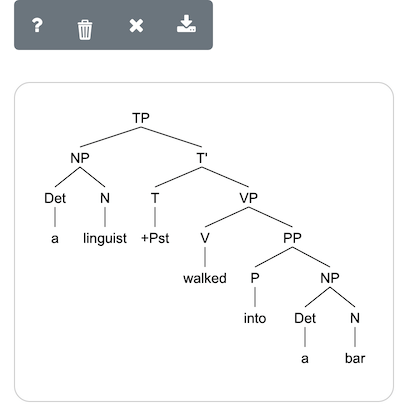 ?
TP
NP T'
Det N T VP
a linguist +Pst V PP
walked P NP
into Det N
a bar